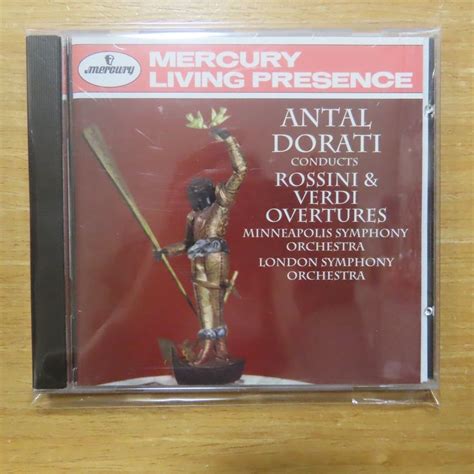 mercury
MERCURY
LIVING PRESENCE
ANTAL
DORATI
CONDUCTS
ROSSINI &
VERDI
OVERTURES
MINNEAPOLIS SYMPHONY
ORCHESTRA
LONDON SYMPHONY
ORCHESTRA